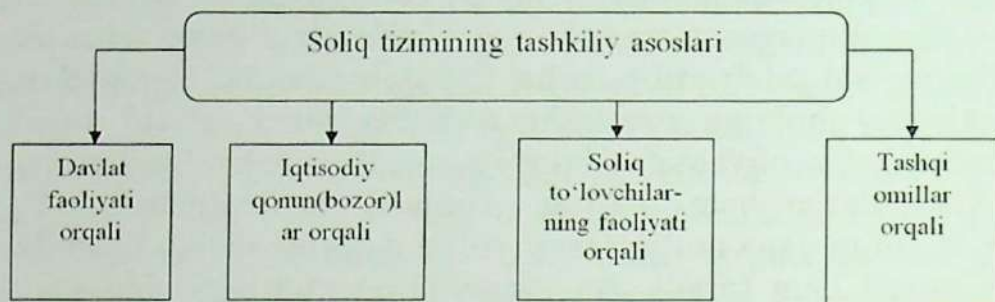 Soliq tizimining tashkiliy asoslari
Davlat
faoliyati
orqali
Iqtisodiy
qonun(bozor)l
ar orqali
Soliq
to‘lovchilar-
ning faoliyati
orqali
Tashqi
omillar
orqali